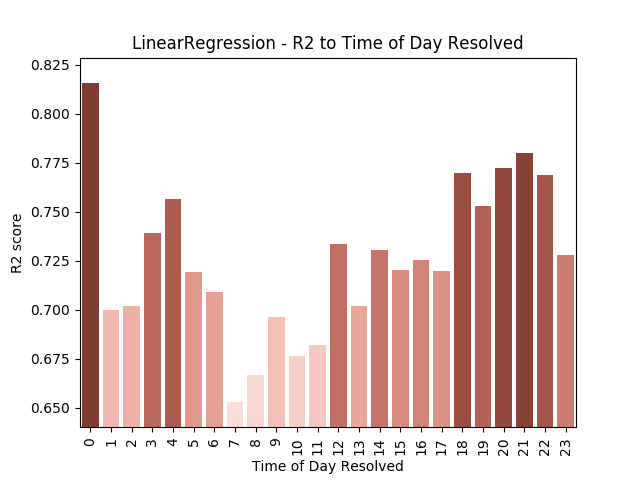 LinearRegression - R2 to Time of Day Resolved
0.825
0.800
0.775
0.750
0.725
0.700
0.675
0.650
R2 score
0 1 2 3 4 5 6 7 8 9 10 11 12 13 14 15 16 17 18 19 20 21 22 23
Time of Day Resolved